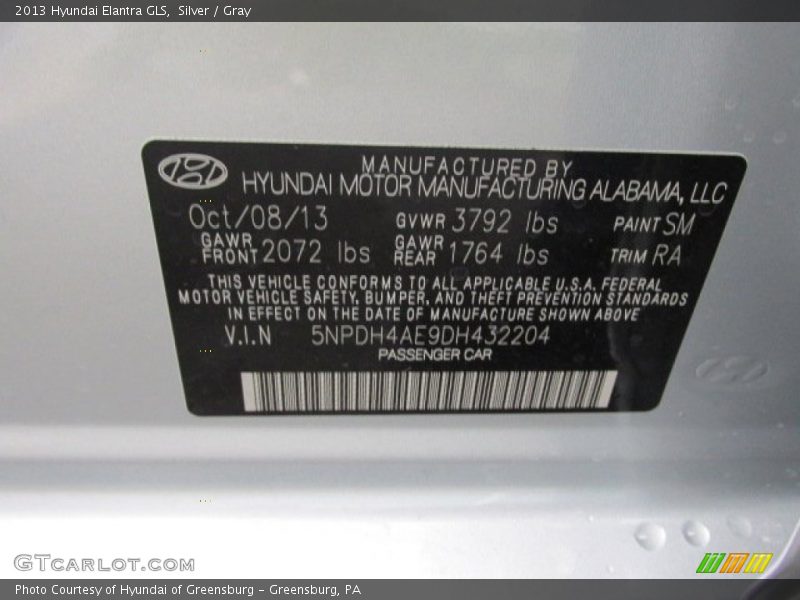 2013 Hyundai Elantra GLS, Silver / Gray
MANUFACTURED BY
HYUNDAI MOTOR MANUFACTURING ALABAMA, LLC
Oct/08/13 GVWR 3792 lbs PAINT SM
GAWR FRONT 2072 lbs GAWR REAR 1764 lbs TRIM RA
THIS VEHICLE CONFORMS TO ALL APPLICABLE U.S.A. FEDERAL
MOTOR VEHICLE SAFETY, BUMPER, AND THEFT PREVENTION STANDARDS
IN EFFECT ON THE DATE OF MANUFACTURE SHOWN ABOVE
V.I.N 5NPDH4AE9DH432204
PASSENGER CAR
GTCARLOT.COM
Photo Courtesy of Hyundai of Greensburg - Greensburg, PA